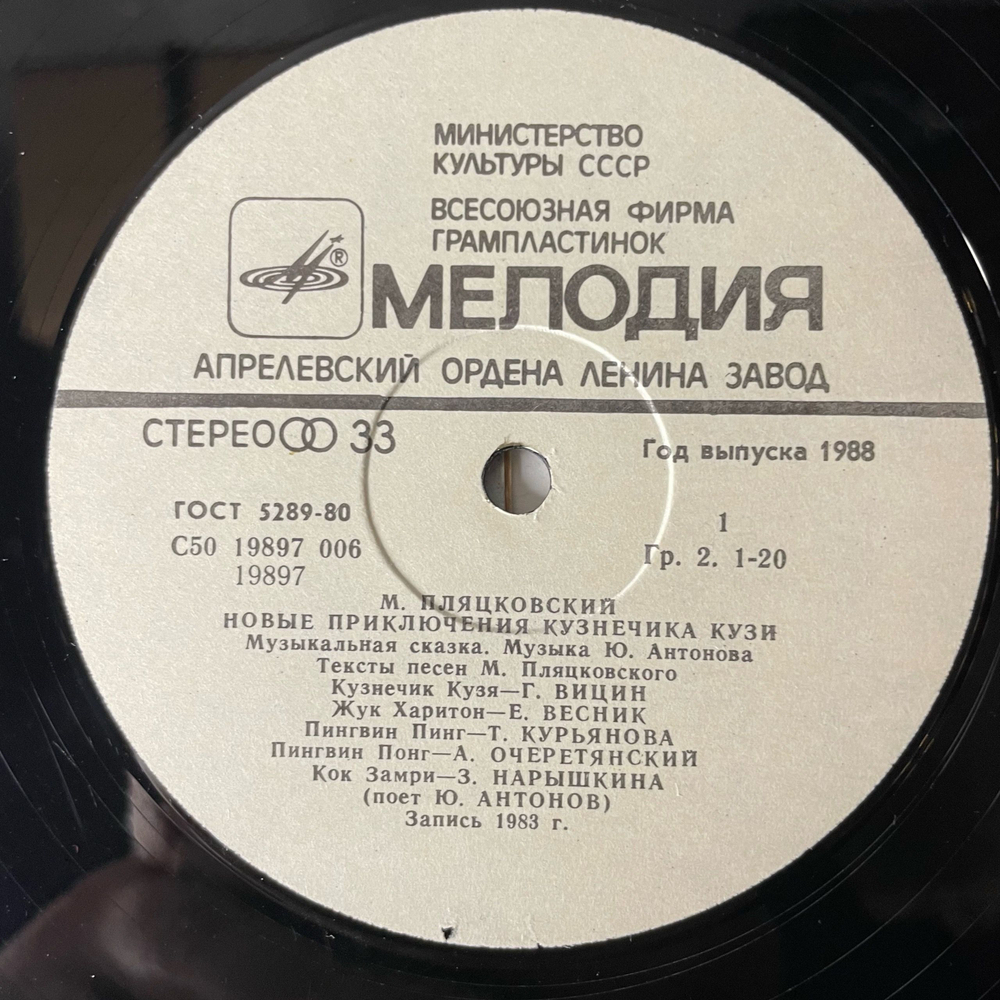 МИНИСТЕРСТВО
КУЛЬТУРЫ СССР
ВСЕСОЮЗНАЯ ФИРМА
ГРАМПЛАСТИНОК
®
МЕЛОДИЯ
АПРЕЛЕВСКИЙ ОРДЕНА ЛЕНИНА ЗАВОД
СТЕРЕО 33
Год выпуска 1988
ГОСТ 5289-80
С50 19897 006
19897
1
Гр. 2. 1-20
М. ПЛЯЦКОВСКИЙ
НОВЫЕ ПРИКЛЮЧЕНИЯ КУЗНЕЧИКА КУЗИ
Музыкальная сказка. Музыка Ю. Антонова
Тексты песен М. Пляцковского
Кузнечик Кузя—Г. ВИЦИН
Жук Харитон—Е. ВЕСНИК
Пингвин Пинг—Т. КУРЬЯНОВА
Пингвин Понг—А. ОЧЕРЕТЯНСКИЙ
Кок Замри—З. НАРЫШКИНА
(поет Ю. АНТОНОВ)
Запись 1983 г.